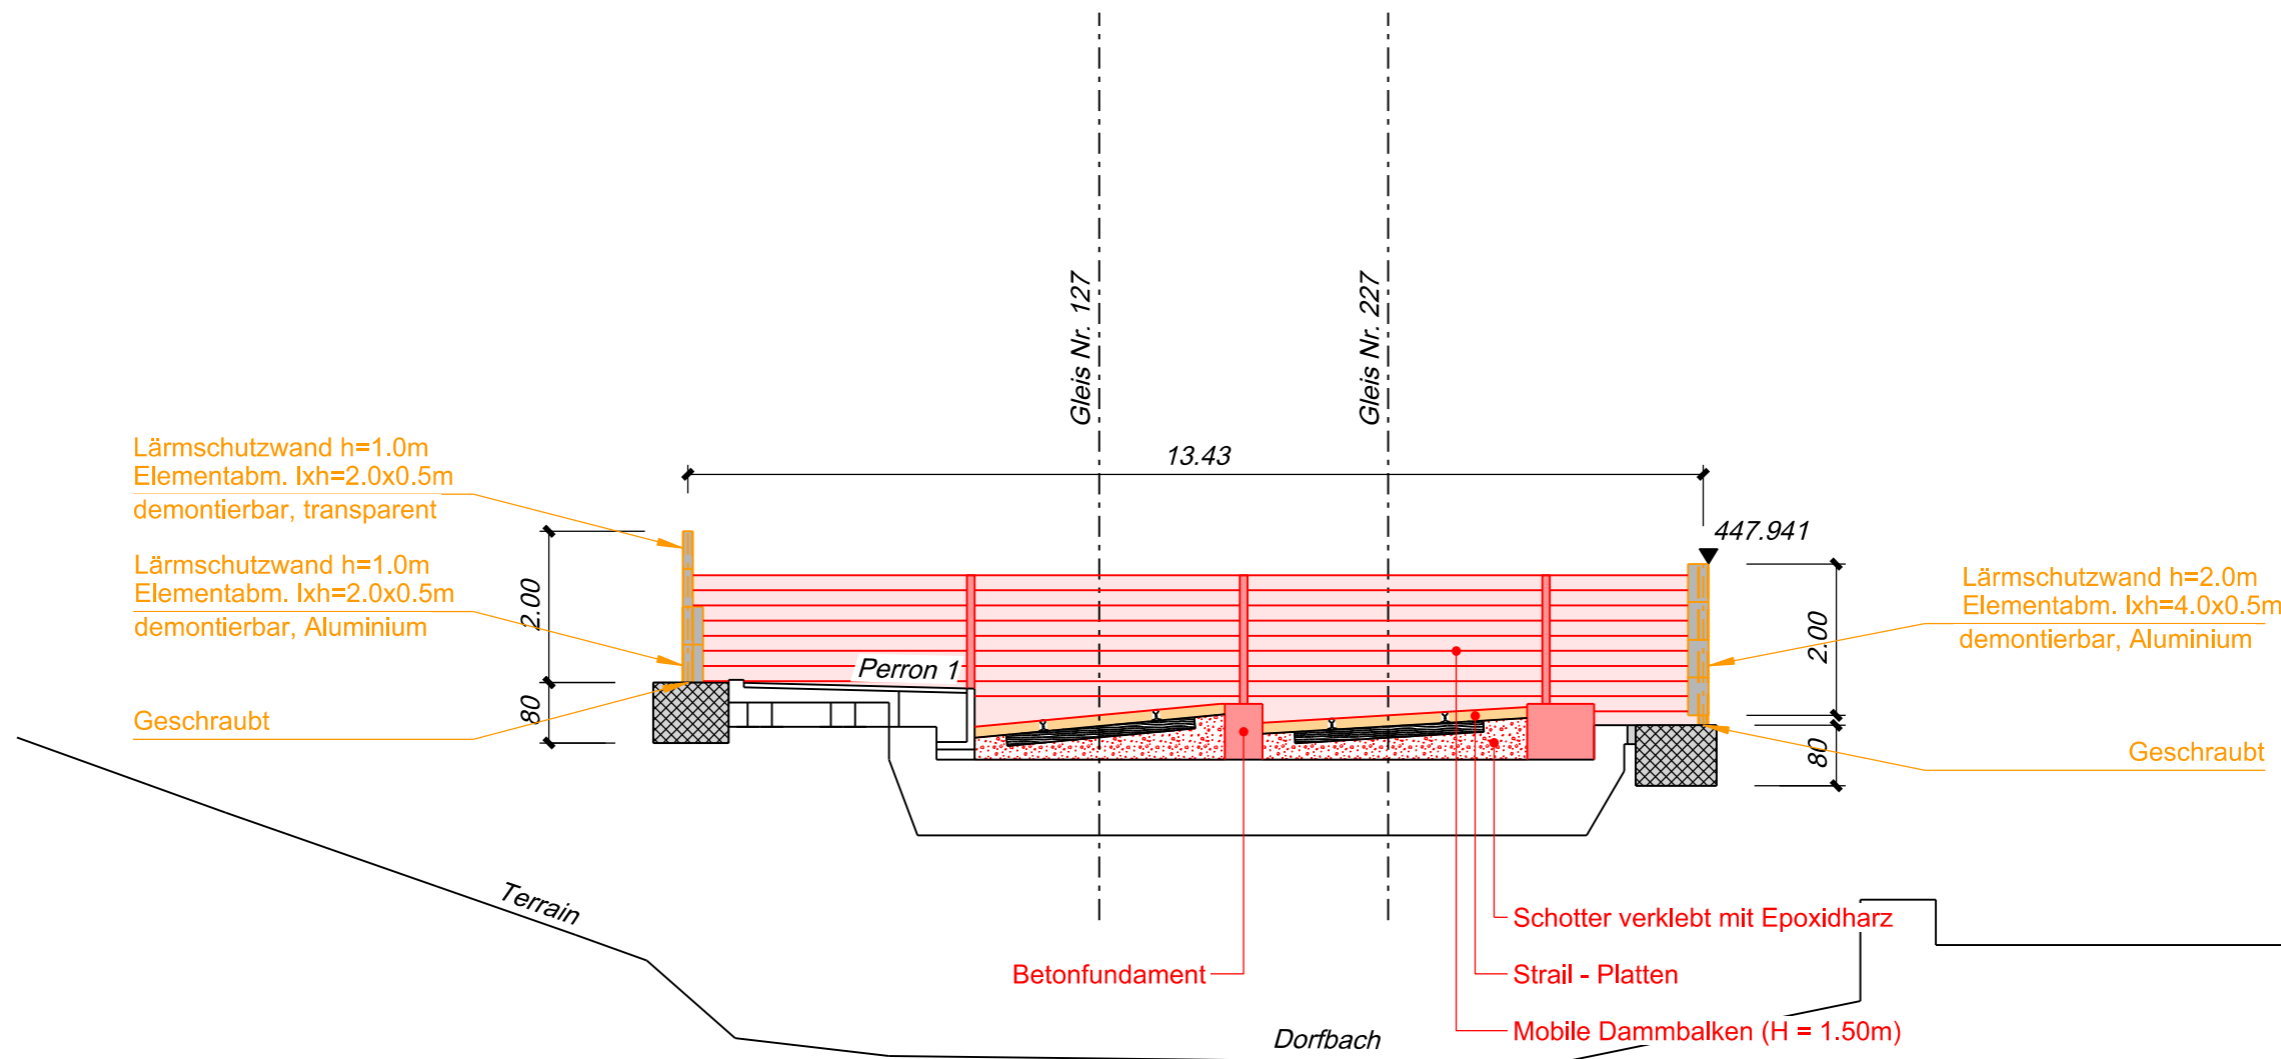 Gleis Nr. 127
Gleis Nr. 227
13.43
447.941
Lärmschutzwand h=1.0m
Elementabm. lxh=2.0x0.5m
demontierbar, transparent
Lärmschutzwand h=1.0m
Elementabm. lxh=2.0x0.5m
demontierbar, Aluminium
Geschraubt
2.00
80
Perron 1
Lärmschutzwand h=2.0m
Elementabm. lxh=4.0x0.5m
demontierbar, Aluminium
2.00
80
Geschraubt
Terrain
Schotter verklebt mit Epoxidharz
Betonfundament
Strail - Platten
Mobile Dammbalken (H = 1.50m)
Dorfbach